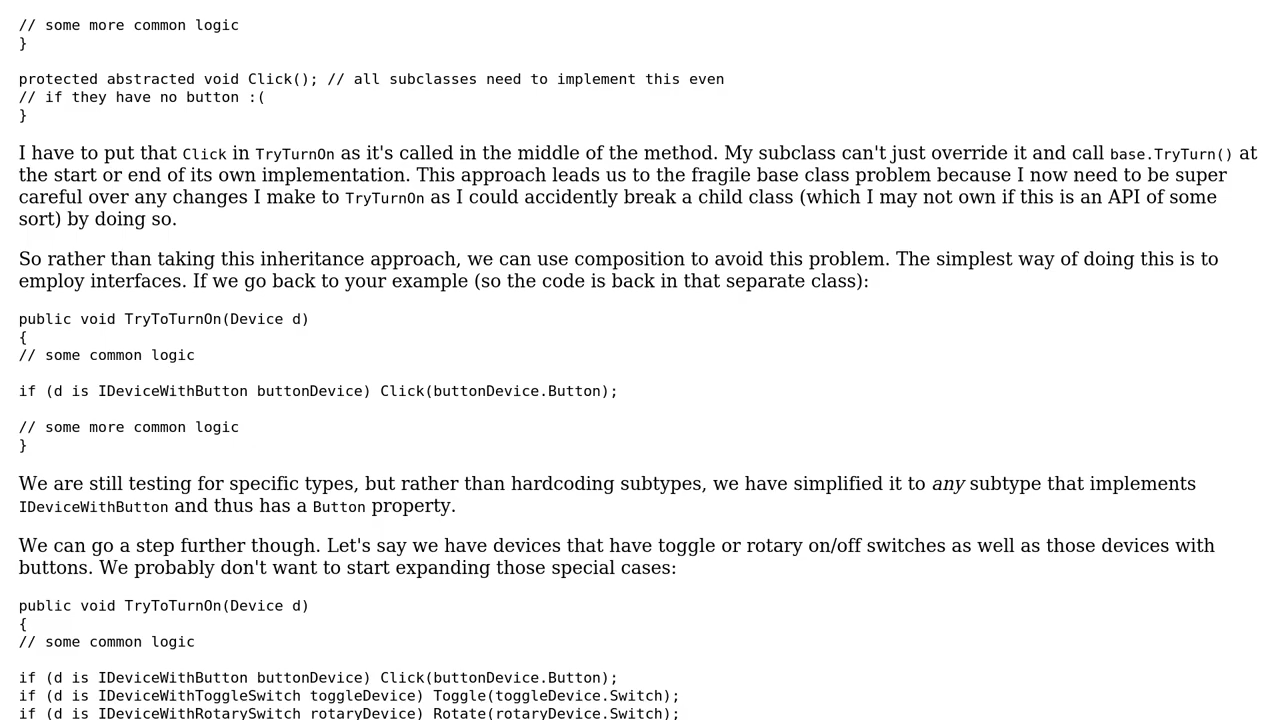 // some more common logic
}
protected abstracted void Click(); // all subclasses need to implement this even
// if they have no button :(
}
I have to put that Click in TryTurnOn as it's called in the middle of the method. My subclass can't just override it and call base.TryTurn() at
the start or end of its own implementation. This approach leads us to the fragile base class problem because I now need to be super
careful over any changes I make to TryTurnOn as I could accidently break a child class (which I may not own if this is an API of some
sort) by doing so.
So rather than taking this inheritance approach, we can use composition to avoid this problem. The simplest way of doing this is to
employ interfaces. If we go back to your example (so the code is back in that separate class):
public void TryToTurnOn(Device d)
{
// some common logic
if (d is IDeviceWithButton buttonDevice) Click(buttonDevice.Button);
// some more common logic
}
We are still testing for specific types, but rather than hardcoding subtypes, we have simplified it to any subtype that implements
IDeviceWithButton and thus has a Button property.
We can go a step further though. Let's say we have devices that have toggle or rotary on/off switches as well as those devices with
buttons. We probably don't want to start expanding those special cases:
public void TryToTurnOn(Device d)
{
// some common logic
if (d is IDeviceWithButton buttonDevice) Click(buttonDevice.Button);
if (d is IDeviceWithToggleSwitch toggleDevice) Toggle(toggleDevice.Switch);
if (d is IDeviceWithRotarySwitch rotaryDevice) Rotate(rotaryDevice.Switch);